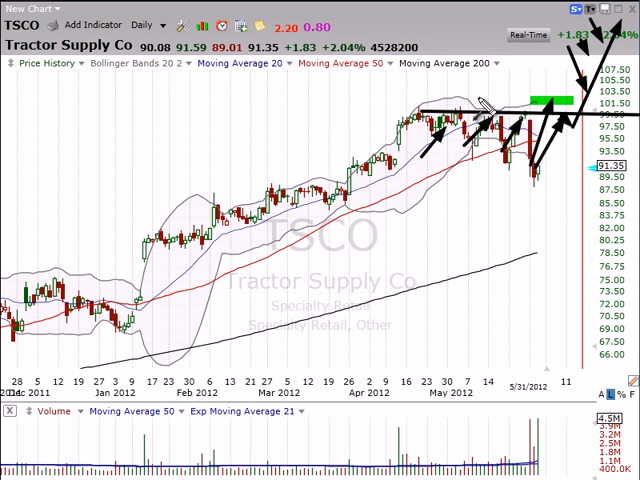 New Chart
S
T
TSCO
Add Indicator
Daily
2.20 0.80
+1.83 +2.04%
Tractor Supply Co 90.08 91.59 89.01 91.35 +1.83 +2.04% 4528200
Real-Time
Price History
Bollinger Bands 20 2
Moving Average 20
Moving Average 50
Moving Average 200
107.50
105.50
103.50
101.50
99.50
97.50
95.50
93.50
91.35
89.50
87.50
85.75
83.75
82.00
80.25
78.50
76.75
75.00
73.50
72.00
70.50
69.00
67.50
66.00
TSCO
Tractor Supply Co
Specialty Retail
Specialty Retail, Other
28 5 12 19 27 3 9 17 23 30 6 13 21 27 5 12 19 26 2 9 16 23 30 7 14 5/31/2012 11
Dec 2011 Jan 2012 Feb 2012 Mar 2012 Apr 2012 May 2012
A L % F
X
Volume
Moving Average 50
Exp Moving Average 21
4.5M
3.9M
3.2M
2.5M
1.8M
1.1M
400.0K